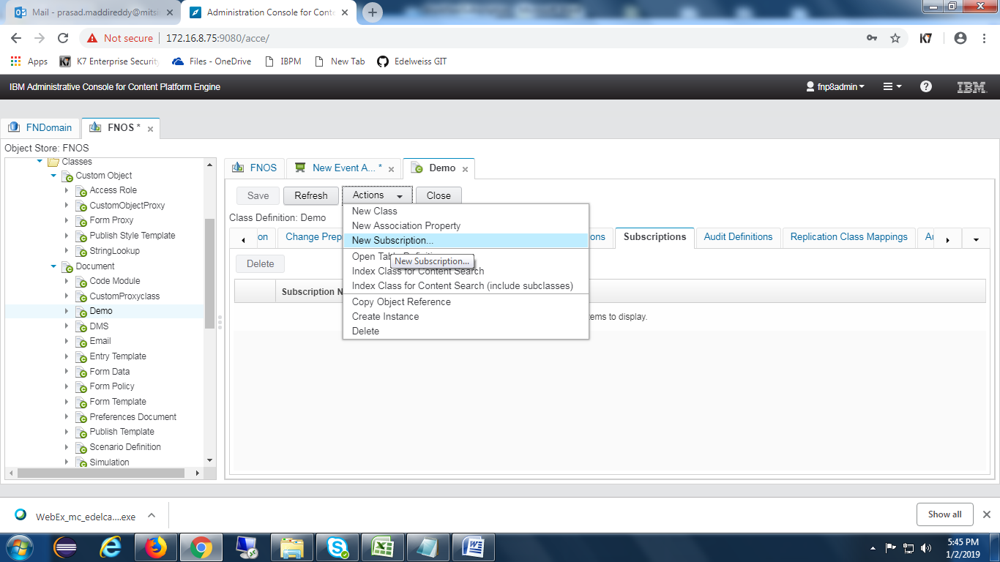 Mail - prasad.maddireddy@mitsi
Administration Console for Conte
Not secure
172.16.8.75:9080/acce/
Apps
K7 Enterprise Security
Files - OneDrive
IBPM
New Tab
Edelweiss GIT
IBM Administrative Console for Content Platform Engine
fnp8admin
IBM
FNDomain
FNOS *
Object Store: FNOS
Classes
Custom Object
Access Role
CustomObjectProxy
Form Proxy
Publish Style Template
StringLookup
Document
Code Module
CustomProxyclass
Demo
DMS
Email
Entry Template
Form Data
Form Policy
Form Template
Preferences Document
Publish Template
Scenario Definition
Simulation
FNOS
New Event A... *
Demo
Save
Refresh
Actions
Close
Class Definition: Demo
on
Change Prep
ons
Subscriptions
Audit Definitions
Replication Class Mappings
Au
Delete
Subscription N
ems to display.
New Class
New Association Property
New Subscription...
Open Table Definition
New Subscription...
Index Class for Content Search
Index Class for Content Search (include subclasses)
Copy Object Reference
Create Instance
Delete
WebEx_mc_edelca....exe
Show all
5:45 PM
1/2/2019